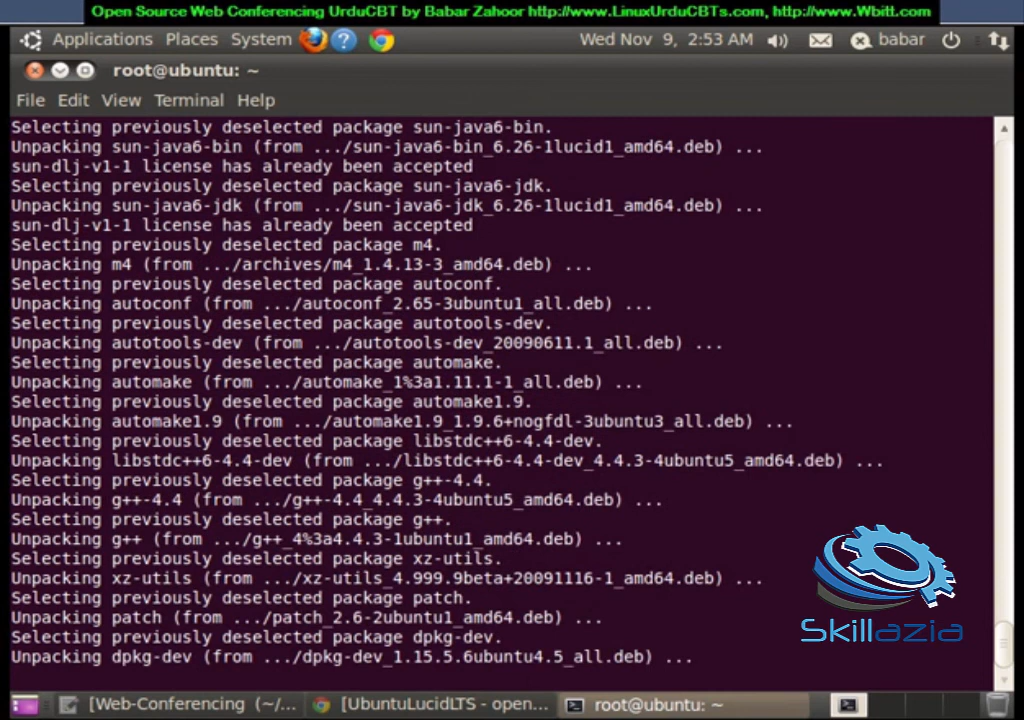 Open Source Web Conferencing UrduCBT by Babar Zahoor http://www.LinuxUrduCBTs.com, http://www.Wbitt.com
Applications Places System Wed Nov 9, 2:53 AM babar
root@ubuntu: ~
File Edit View Terminal Help
Selecting previously deselected package sun-java6-bin.
Unpacking sun-java6-bin (from .../sun-java6-bin_6.26-1lucid1_amd64.deb) ...
sun-dlj-v1-1 license has already been accepted
Selecting previously deselected package sun-java6-jdk.
Unpacking sun-java6-jdk (from .../sun-java6-jdk_6.26-1lucid1_amd64.deb) ...
sun-dlj-v1-1 license has already been accepted
Selecting previously deselected package m4.
Unpacking m4 (from .../archives/m4_1.4.13-3_amd64.deb) ...
Selecting previously deselected package autoconf.
Unpacking autoconf (from .../autoconf_2.65-3ubuntu1_all.deb) ...
Selecting previously deselected package autotools-dev.
Unpacking autotools-dev (from .../autotools-dev_20090611.1_all.deb) ...
Selecting previously deselected package automake.
Unpacking automake (from .../automake_1%3a1.11.1-1_all.deb) ...
Selecting previously deselected package automake1.9.
Unpacking automake1.9 (from .../automake1.9_1.9.6+nogfdl-3ubuntu3_all.deb) ...
Selecting previously deselected package libstdc++6-4.4-dev.
Unpacking libstdc++6-4.4-dev (from .../libstdc++6-4.4-dev_4.4.3-4ubuntu5_amd64.deb) ...
Selecting previously deselected package g++-4.4.
Unpacking g++-4.4 (from .../g++-4.4_4.4.3-4ubuntu5_amd64.deb) ...
Selecting previously deselected package g++.
Unpacking g++ (from .../g++_4%3a4.4.3-1ubuntu1_amd64.deb) ...
Selecting previously deselected package xz-utils.
Unpacking xz-utils (from .../xz-utils_4.999.9beta+20091116-1_amd64.deb) ...
Selecting previously deselected package patch.
Unpacking patch (from .../patch_2.6-2ubuntu1_amd64.deb) ...
Selecting previously deselected package dpkg-dev.
Unpacking dpkg-dev (from .../dpkg-dev_1.15.5.6ubuntu4.5_all.deb) ...
Skillazia
[Web-Conferencing (~/... [UbuntuLucidLTS - open... root@ubuntu: ~